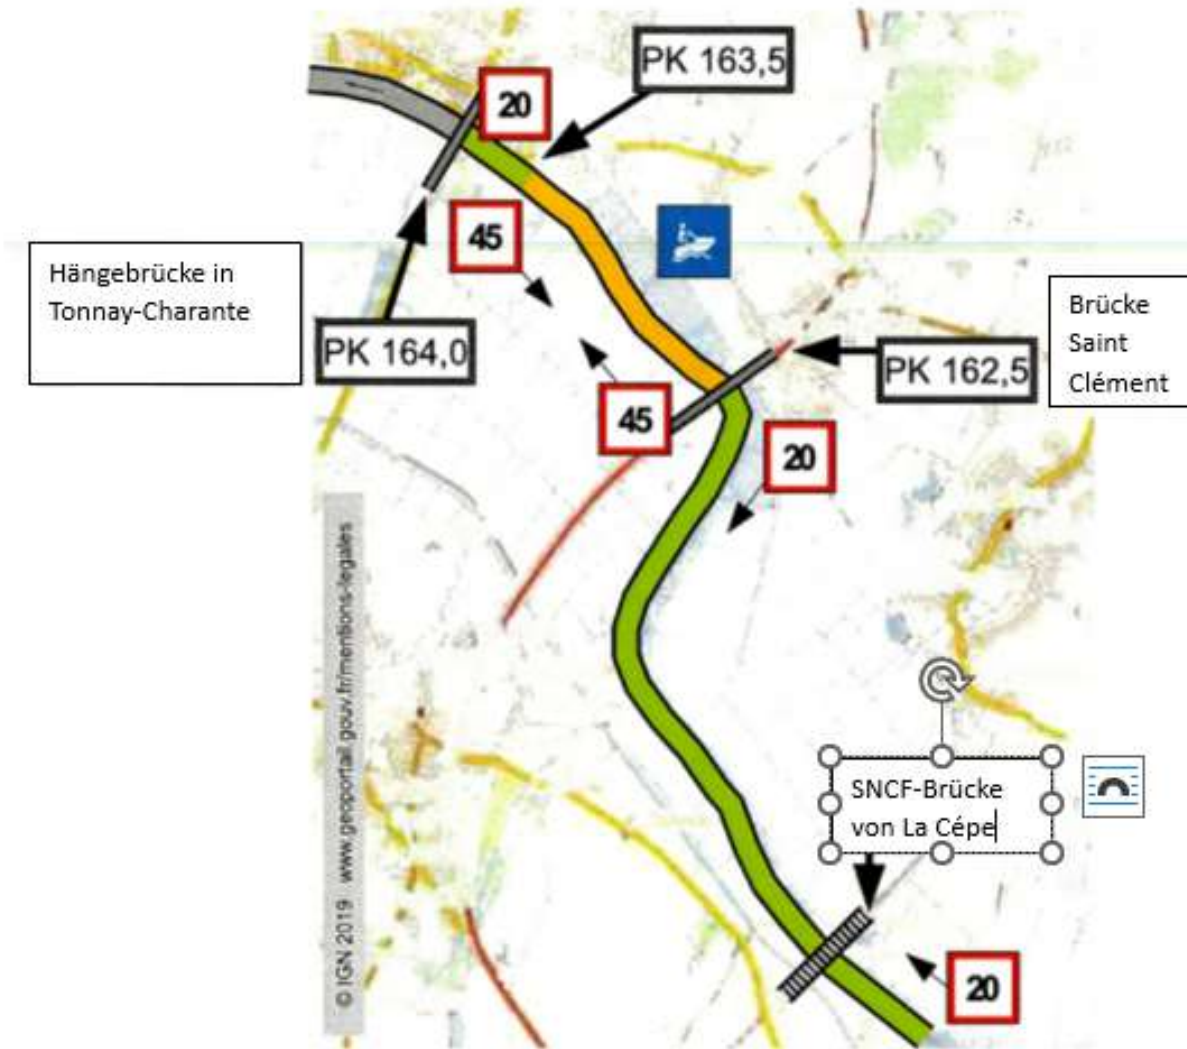 PK 163,5
20
45
Hängebrücke in
Tonnay-Charante
PK 164,0
Brücke
Saint
Clément
PK 162,5
45
20
© IGN 2019 www.geoportail.gouv.fr/mentions-legales
SNCF-Brücke
von La Cépe
20